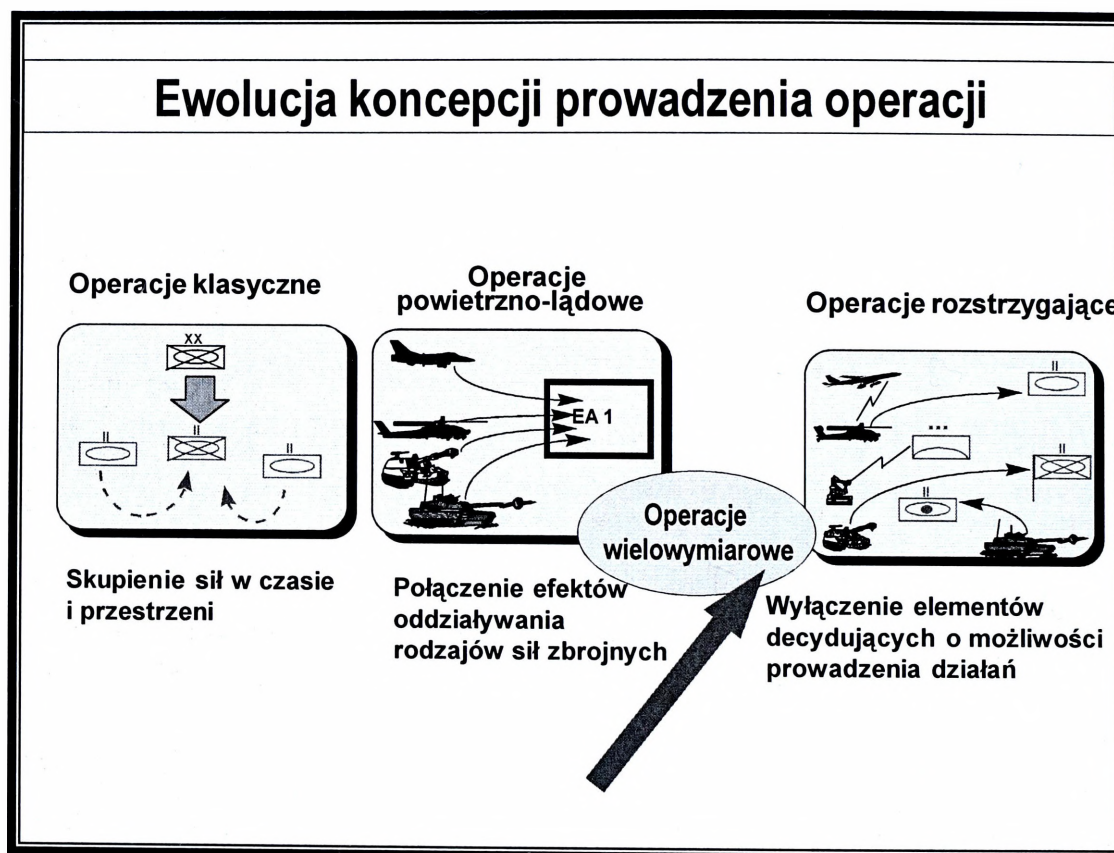 Ewolucja koncepcji prowadzenia operacji
Operacje klasyczne
XX
II
II
II
Skupienie sił w czasie
i przestrzeni
Operacje
powietrzno-lądowe
EA 1
Połączenie efektów
oddziaływania
rodzajów sił zbrojnych
Operacje
wielowymiarowe
Operacje rozstrzygające
II
...
II
II
Wyłączenie elementów
decydujących o możliwości
prowadzenia działań